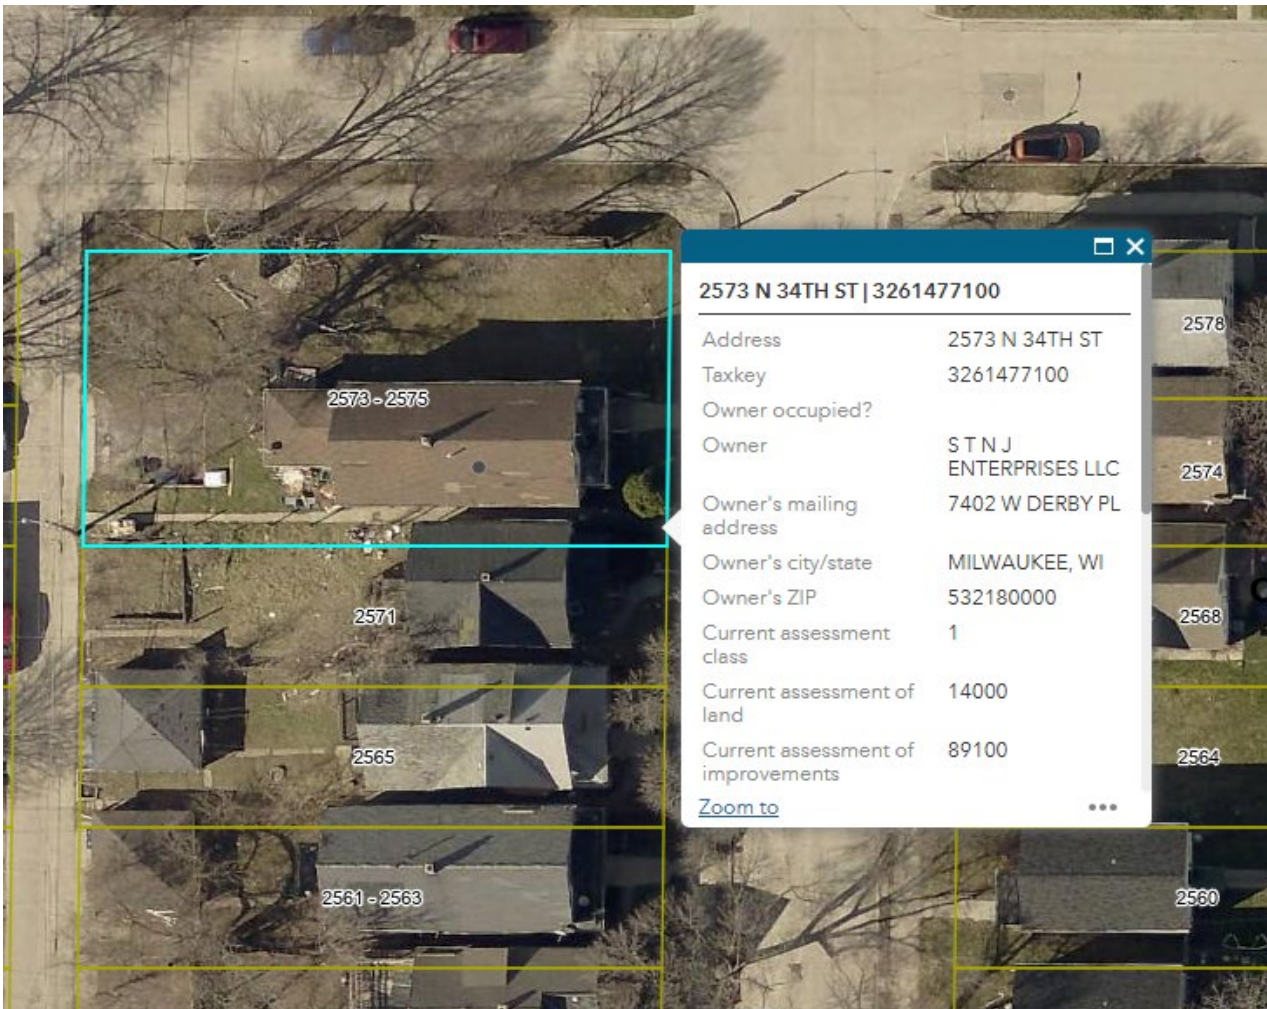 2573 N 34TH ST | 3261477100
Address 2573 N 34TH ST
Taxkey 3261477100
Owner occupied?
Owner S T N J
ENTERPRISES LLC
Owner's mailing 7402 W DERBY PL
address
Owner's city/state MILWAUKEE, WI
Owner's ZIP 532180000
Current assessment 1
class
Current assessment of 14000
land
Current assessment of 89100
improvements
Zoom to
2573 - 2575
2571
2565
2561 - 2563
2578
2574
2568
2564
2560